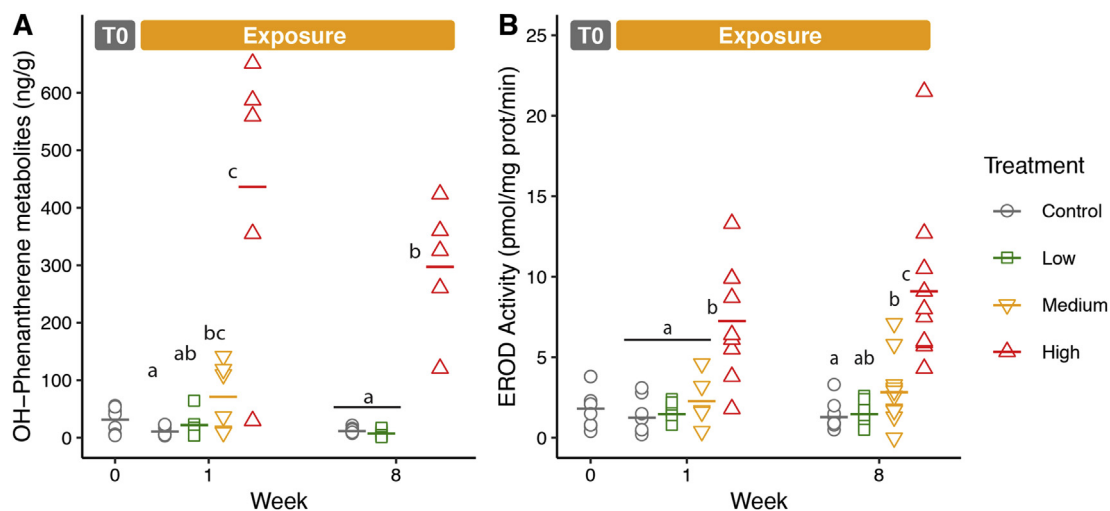 A
T0
Exposure
OH−Phenantherene metabolites (ng/g)
600
500
400
300
200
100
0
a
ab
bc
c
a
b
0
1
8
Week
B
T0
Exposure
EROD Activity (pmol/mg prot/min)
25
20
15
10
5
0
a
b
a
ab
b
c
0
1
8
Week
Treatment
Control
Low
Medium
High